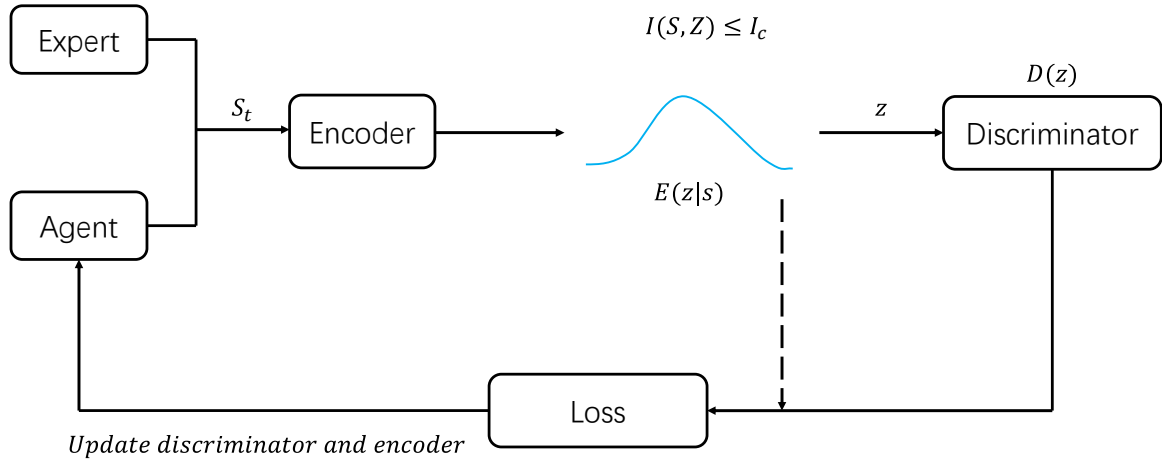 Expert
I(S, Z) ≤ I_c
D(z)
S_t
Encoder
z
Discriminator
E(z|s)
Agent
Loss
Update discriminator and encoder